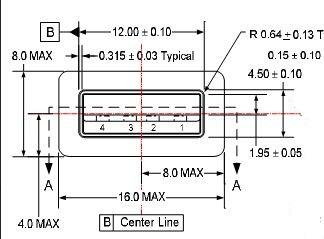 B
12.00 ± 0.10
R 0.64 ± 0.13 T
8.0 MAX
0.315 ± 0.03 Typical
0.15 ± 0.10
4.50 ± 0.10
4 3 2 1
1.95 ± 0.05
A A
8.0 MAX
16.0 MAX
4.0 MAX
B Center Line